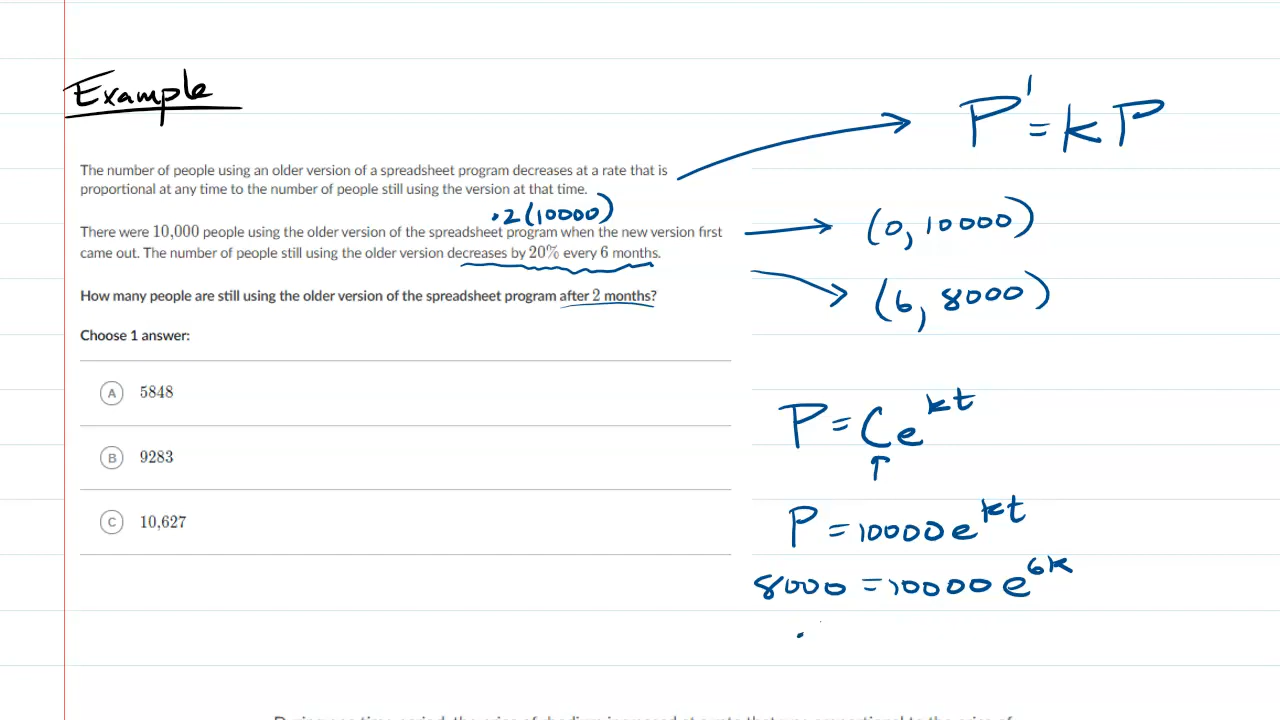 Example
The number of people using an older version of a spreadsheet program decreases at a rate that is
proportional at any time to the number of people still using the version at that time.
.2(10000)
There were 10,000 people using the older version of the spreadsheet program when the new version first
came out. The number of people still using the older version decreases by 20% every 6 months.
How many people are still using the older version of the spreadsheet program after 2 months?
Choose 1 answer:
A 5848
B 9283
C 10,627
P' = kP
(0, 10000)
(6, 8000)
P = Ce^kt
↑
P = 10000e^kt
8000 = 10000e^6k
.